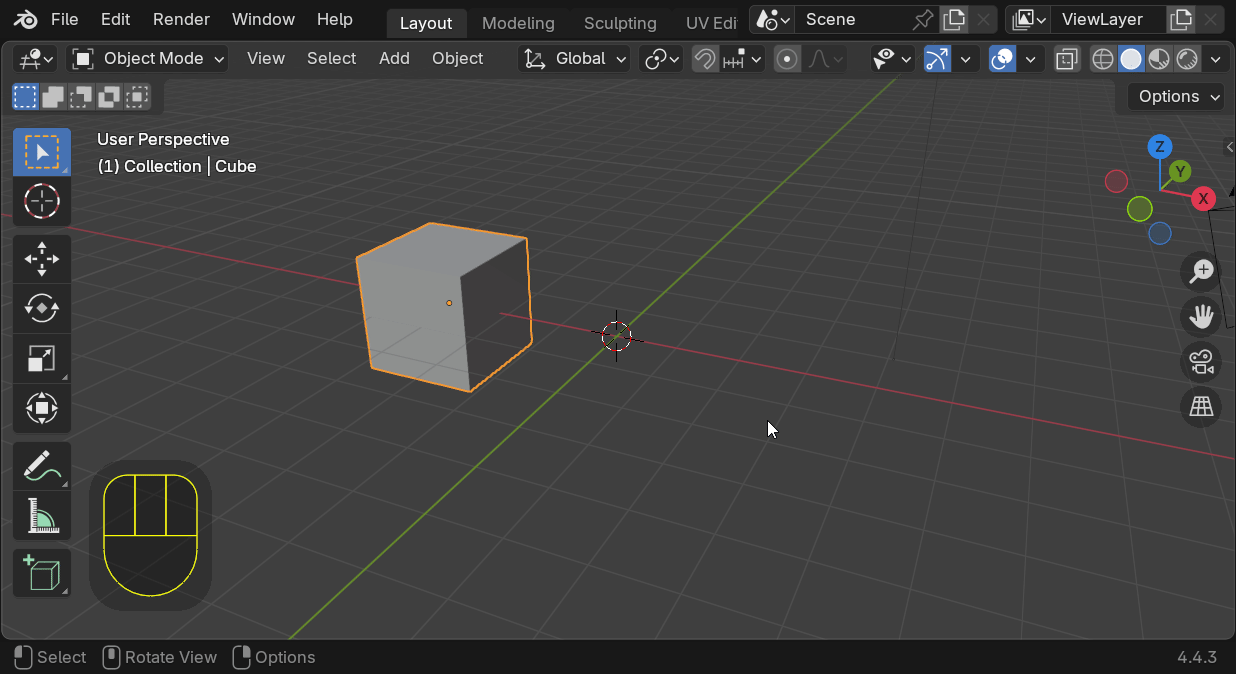 File Edit Render Window Help Layout Modeling Sculpting UV Edi Scene ViewLayer
Object Mode View Select Add Object Global
Options
User Perspective
(1) Collection | Cube
Z
Y
X
Select Rotate View Options 4.4.3